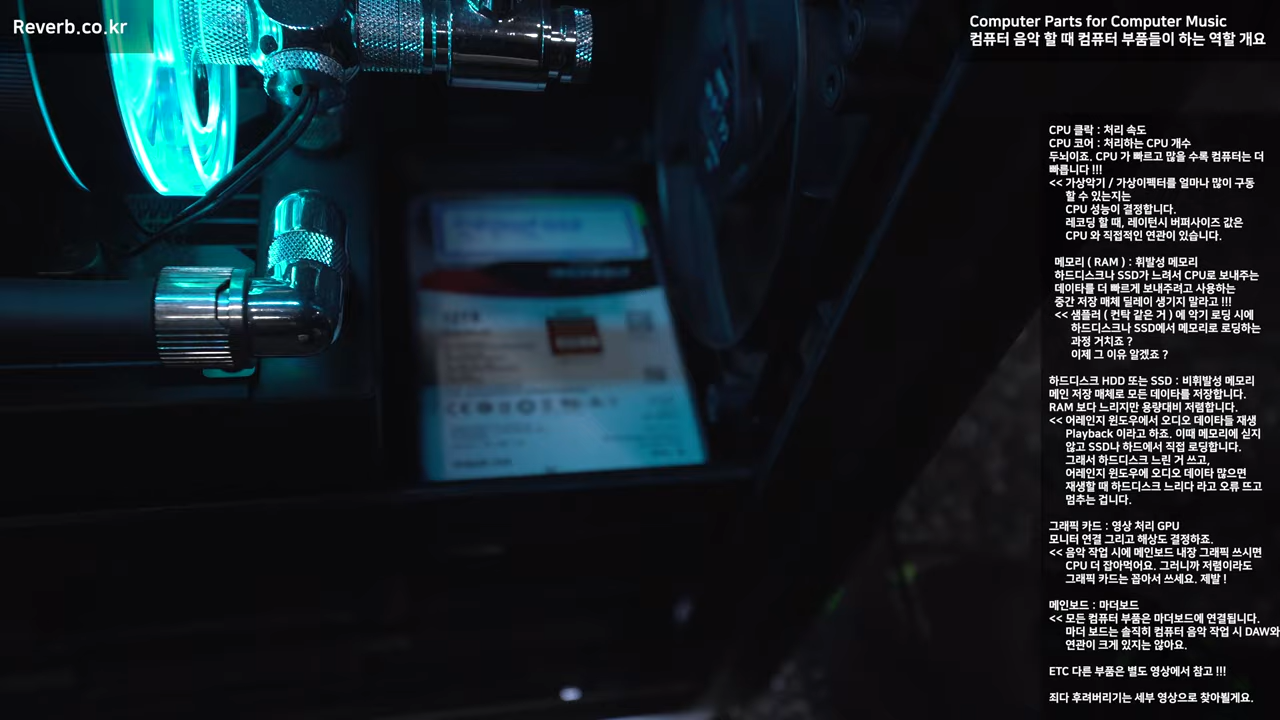 Reverb.co.kr
Computer Parts for Computer Music
컴퓨터 음악 할 때 컴퓨터 부품들이 하는 역할 개요
CPU 클락 : 처리 속도
CPU 코어 : 처리하는 CPU 개수
두뇌이죠. CPU 가 빠르고 많을 수록 컴퓨터는 더
빠릅니다 !!!
<< 가상악기 / 가상이펙터를 얼마나 많이 구동
할 수 있는지는
CPU 성능이 결정합니다.
레코딩 할 때, 레이턴시 버퍼사이즈 값은
CPU 와 직접적인 연관이 있습니다.
메모리 ( RAM ) : 휘발성 메모리
하드디스크나 SSD가 느려서 CPU로 보내주는
데이타를 더 빠르게 보내주려고 사용하는
중간 저장 매체 딜레이 생기지 말라고 !!!
<< 샘플러 ( 컨탁 같은 거 ) 에 악기 로딩 시에
하드디스크나 SSD에서 메모리로 로딩하는
과정 거치죠 ?
이제 그 이유 알겠죠 ?
하드디스크 HDD 또는 SSD : 비휘발성 메모리
메인 저장 매체로 모든 데이타를 저장합니다.
RAM 보다 느리지만 용량대비 저렴합니다.
<< 어레인지 윈도우에서 오디오 데이타를 재생
Playback 이라고 하죠. 이때 메모리에 싣지
않고 SSD나 하드에서 직접 로딩합니다.
그래서 하드디스크 느린 거 쓰고,
어레인지 윈도우에 오디오 데이타 많으면
재생할 때 하드디스크 느리다 라고 오류 뜨고
멈추는 겁니다.
그래픽 카드 : 영상 처리 GPU
모니터 연결 그리고 해상도 결정하죠.
<< 음악 작업 시에 메인보드 내장 그래픽 쓰시면
CPU 더 잡아먹어요. 그러니까 저렴이라도
그래픽 카드는 꼽아서 쓰세요. 제발 !
메인보드 : 마더보드
<< 모든 컴퓨터 부품은 마더보드에 연결됩니다.
마더 보드는 솔직히 컴퓨터 음악 작업 시 DAW와
연관이 크게 있지는 않아요.
ETC 다른 부품은 별도 영상에서 참고 !!!
죄다 후려버리기는 세부 영상으로 찾아뵐게요.